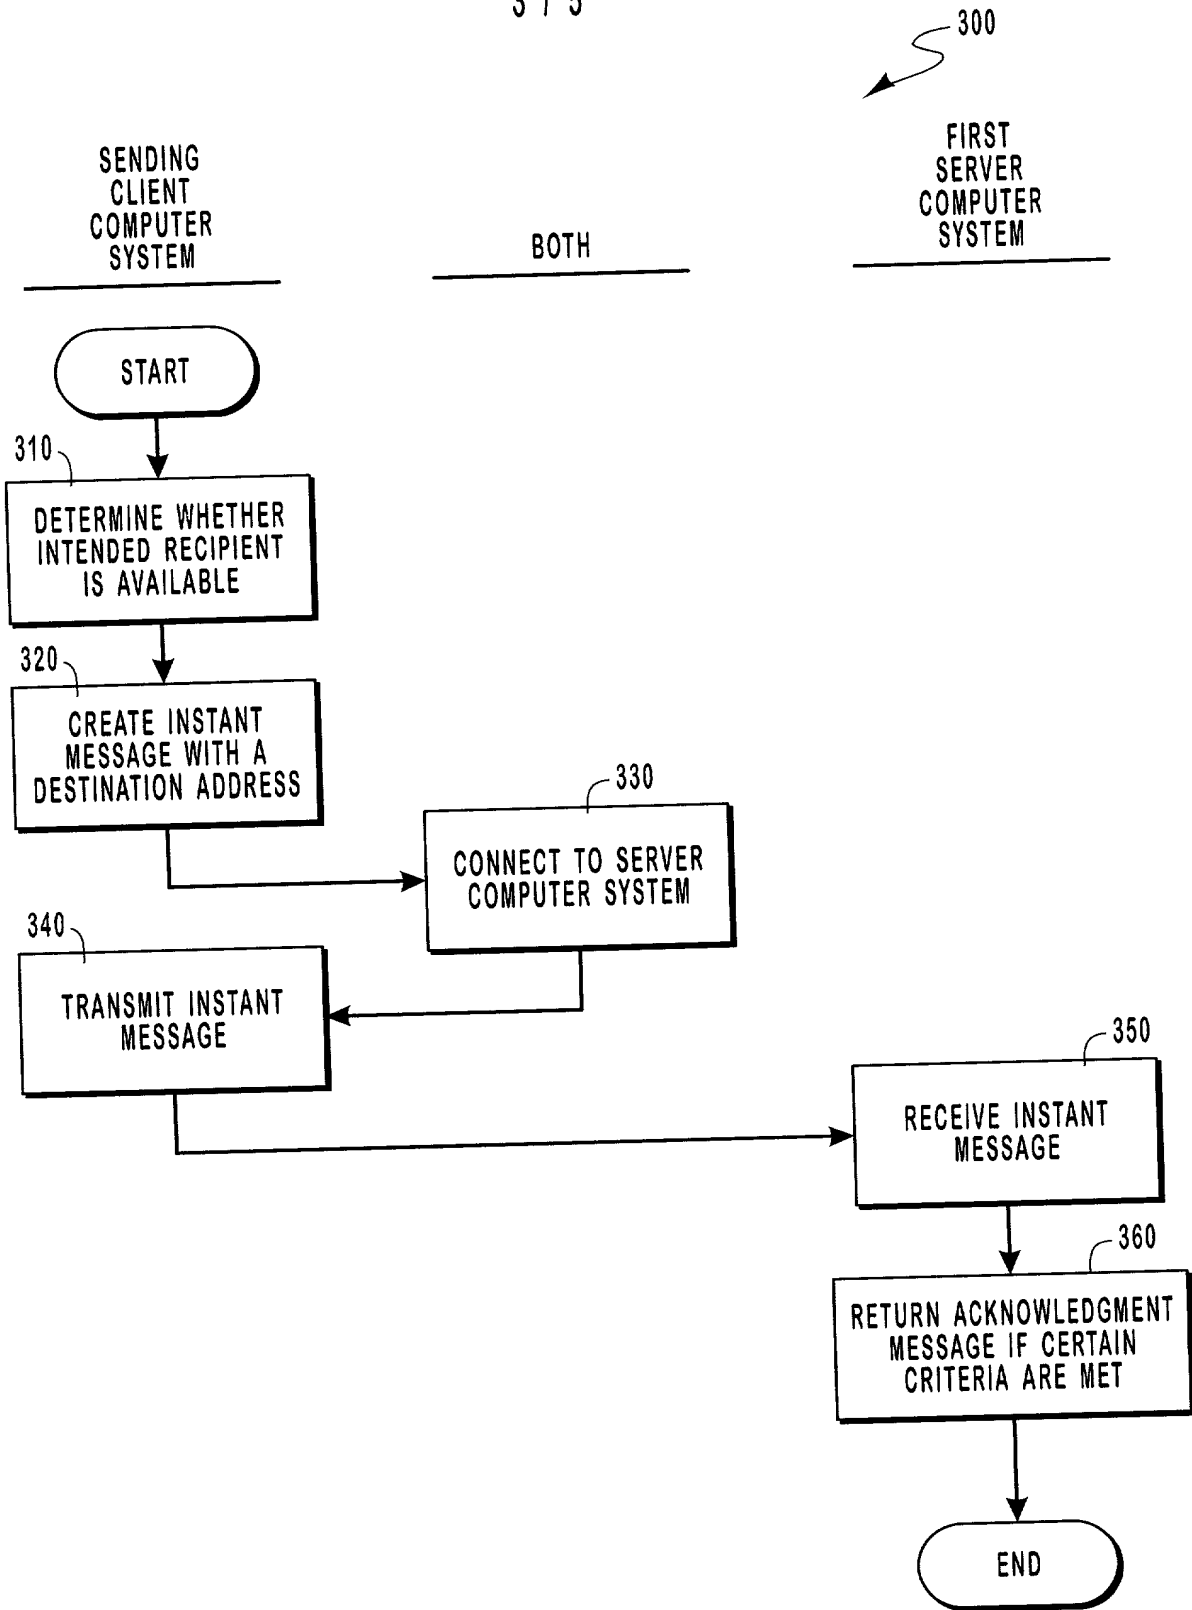 3 / 5
300
SENDING
CLIENT
COMPUTER
SYSTEM
BOTH
FIRST
SERVER
COMPUTER
SYSTEM
START
310
DETERMINE WHETHER
INTENDED RECIPIENT
IS AVAILABLE
320
CREATE INSTANT
MESSAGE WITH A
DESTINATION ADDRESS
330
CONNECT TO SERVER
COMPUTER SYSTEM
340
TRANSMIT INSTANT
MESSAGE
350
RECEIVE INSTANT
MESSAGE
360
RETURN ACKNOWLEDGMENT
MESSAGE IF CERTAIN
CRITERIA ARE MET
END